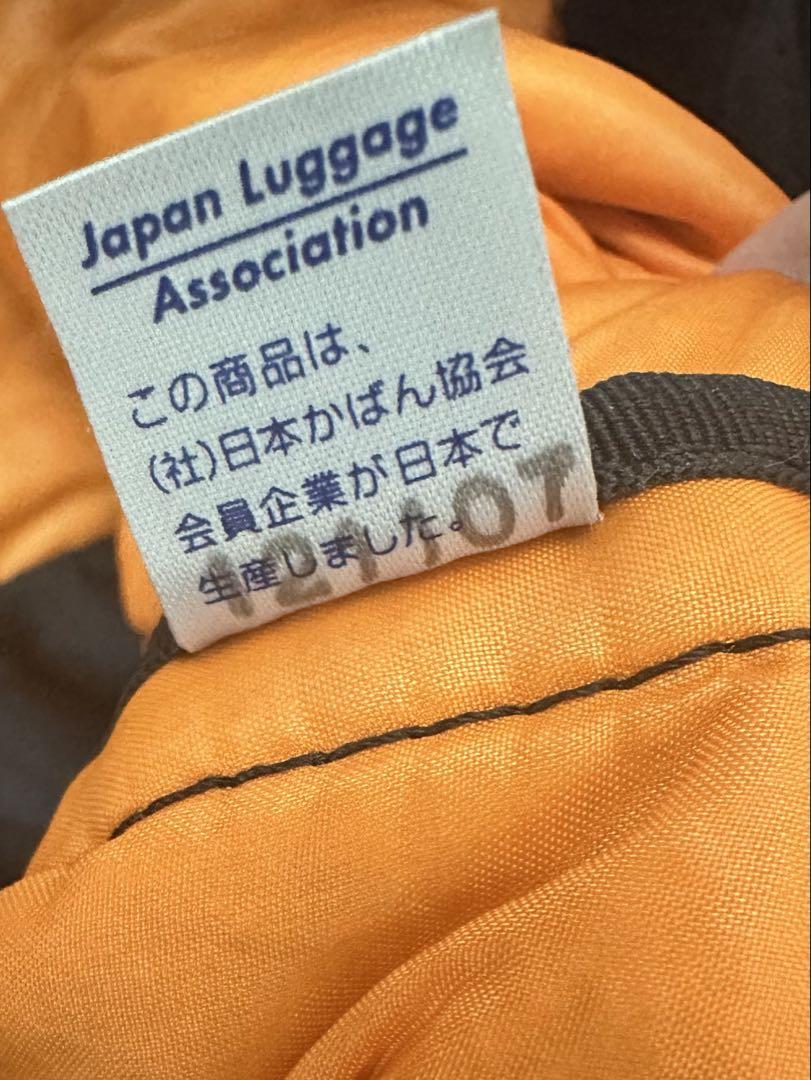 Japan Luggage
Association
この商品は、
(社)日本かばん協会
会員企業が日本で
生産しました。